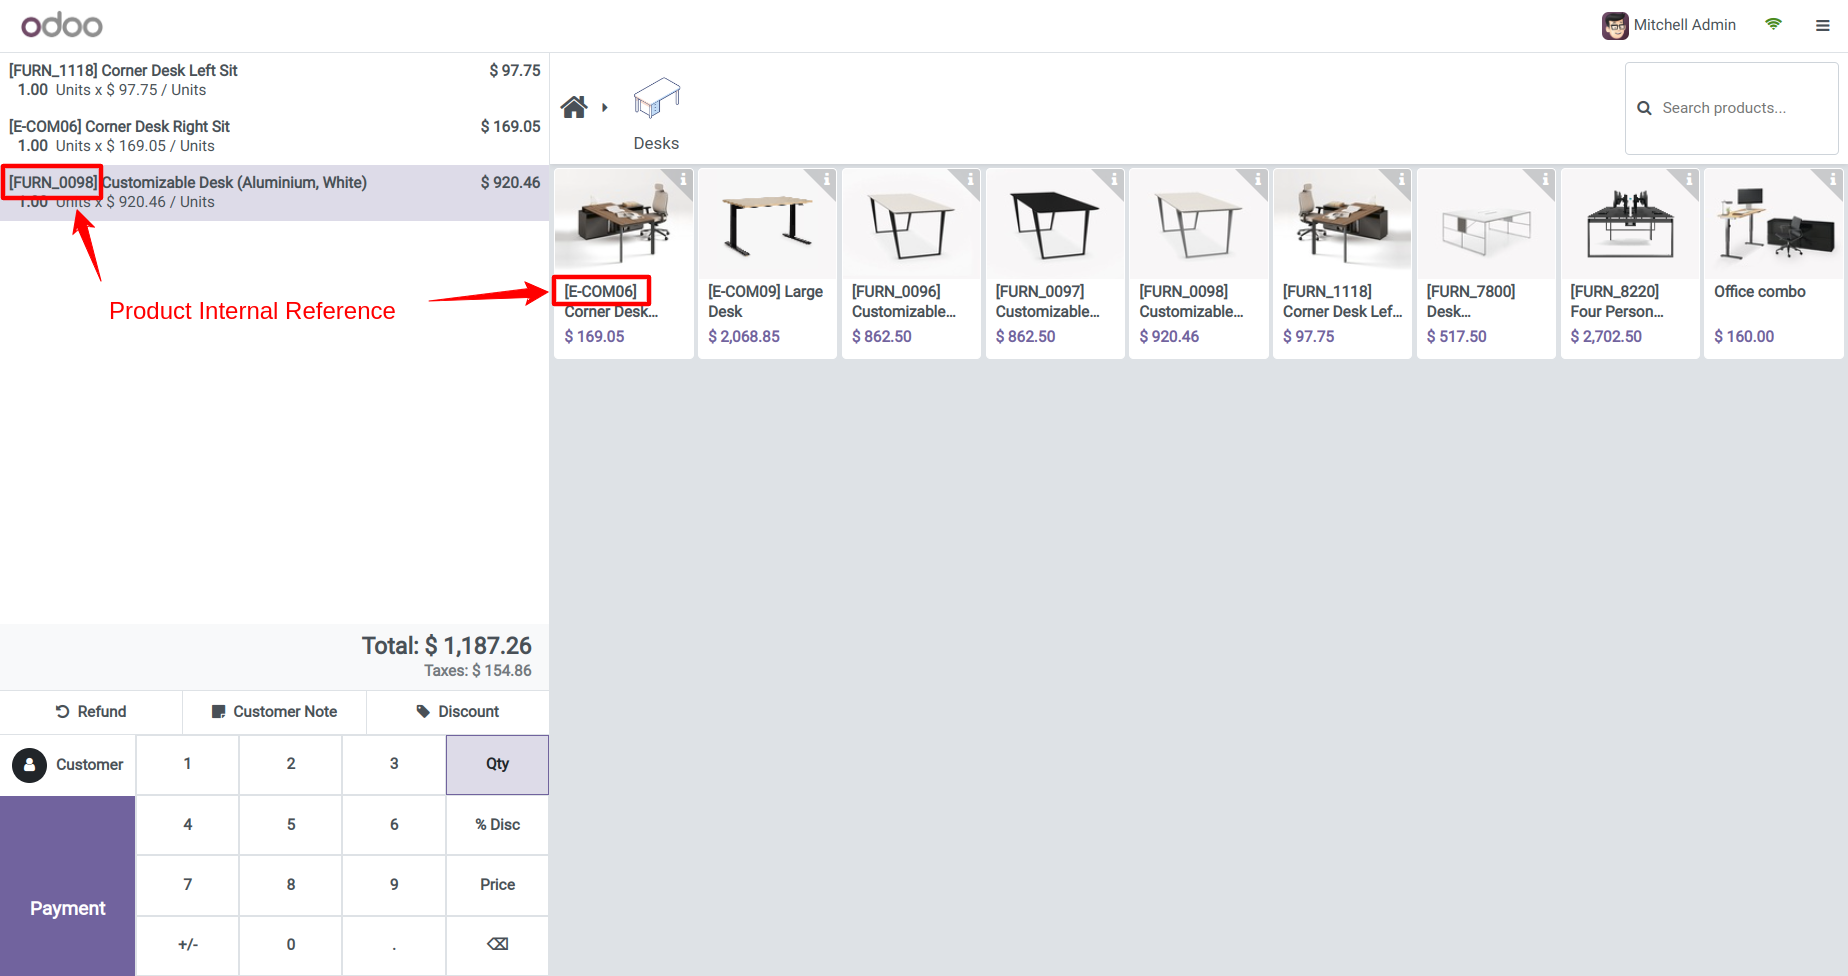 odoo
Mitchell Admin
[FURN_1118] Corner Desk Left Sit $ 97.75
1.00 Units x $ 97.75 / Units
[E-COM06] Corner Desk Right Sit $ 169.05
1.00 Units x $ 169.05 / Units
[FURN_0098] Customizable Desk (Aluminium, White) $ 920.46
1.00 Units x $ 920.46 / Units
Product Internal Reference
Total: $ 1,187.26
Taxes: $ 154.86
Refund
Customer Note
Discount
Customer
1 2 3 Qty
4 5 6 % Disc
7 8 9 Price
+/- 0 .
Payment
Desks
Search products...
[E-COM06]
Corner Desk...
$ 169.05
[E-COM09] Large
Desk
$ 2,068.85
[FURN_0096]
Customizable...
$ 862.50
[FURN_0097]
Customizable...
$ 862.50
[FURN_0098]
Customizable...
$ 920.46
[FURN_1118]
Corner Desk Lef...
$ 97.75
[FURN_7800]
Desk...
$ 517.50
[FURN_8220]
Four Person...
$ 2,702.50
Office combo
$ 160.00